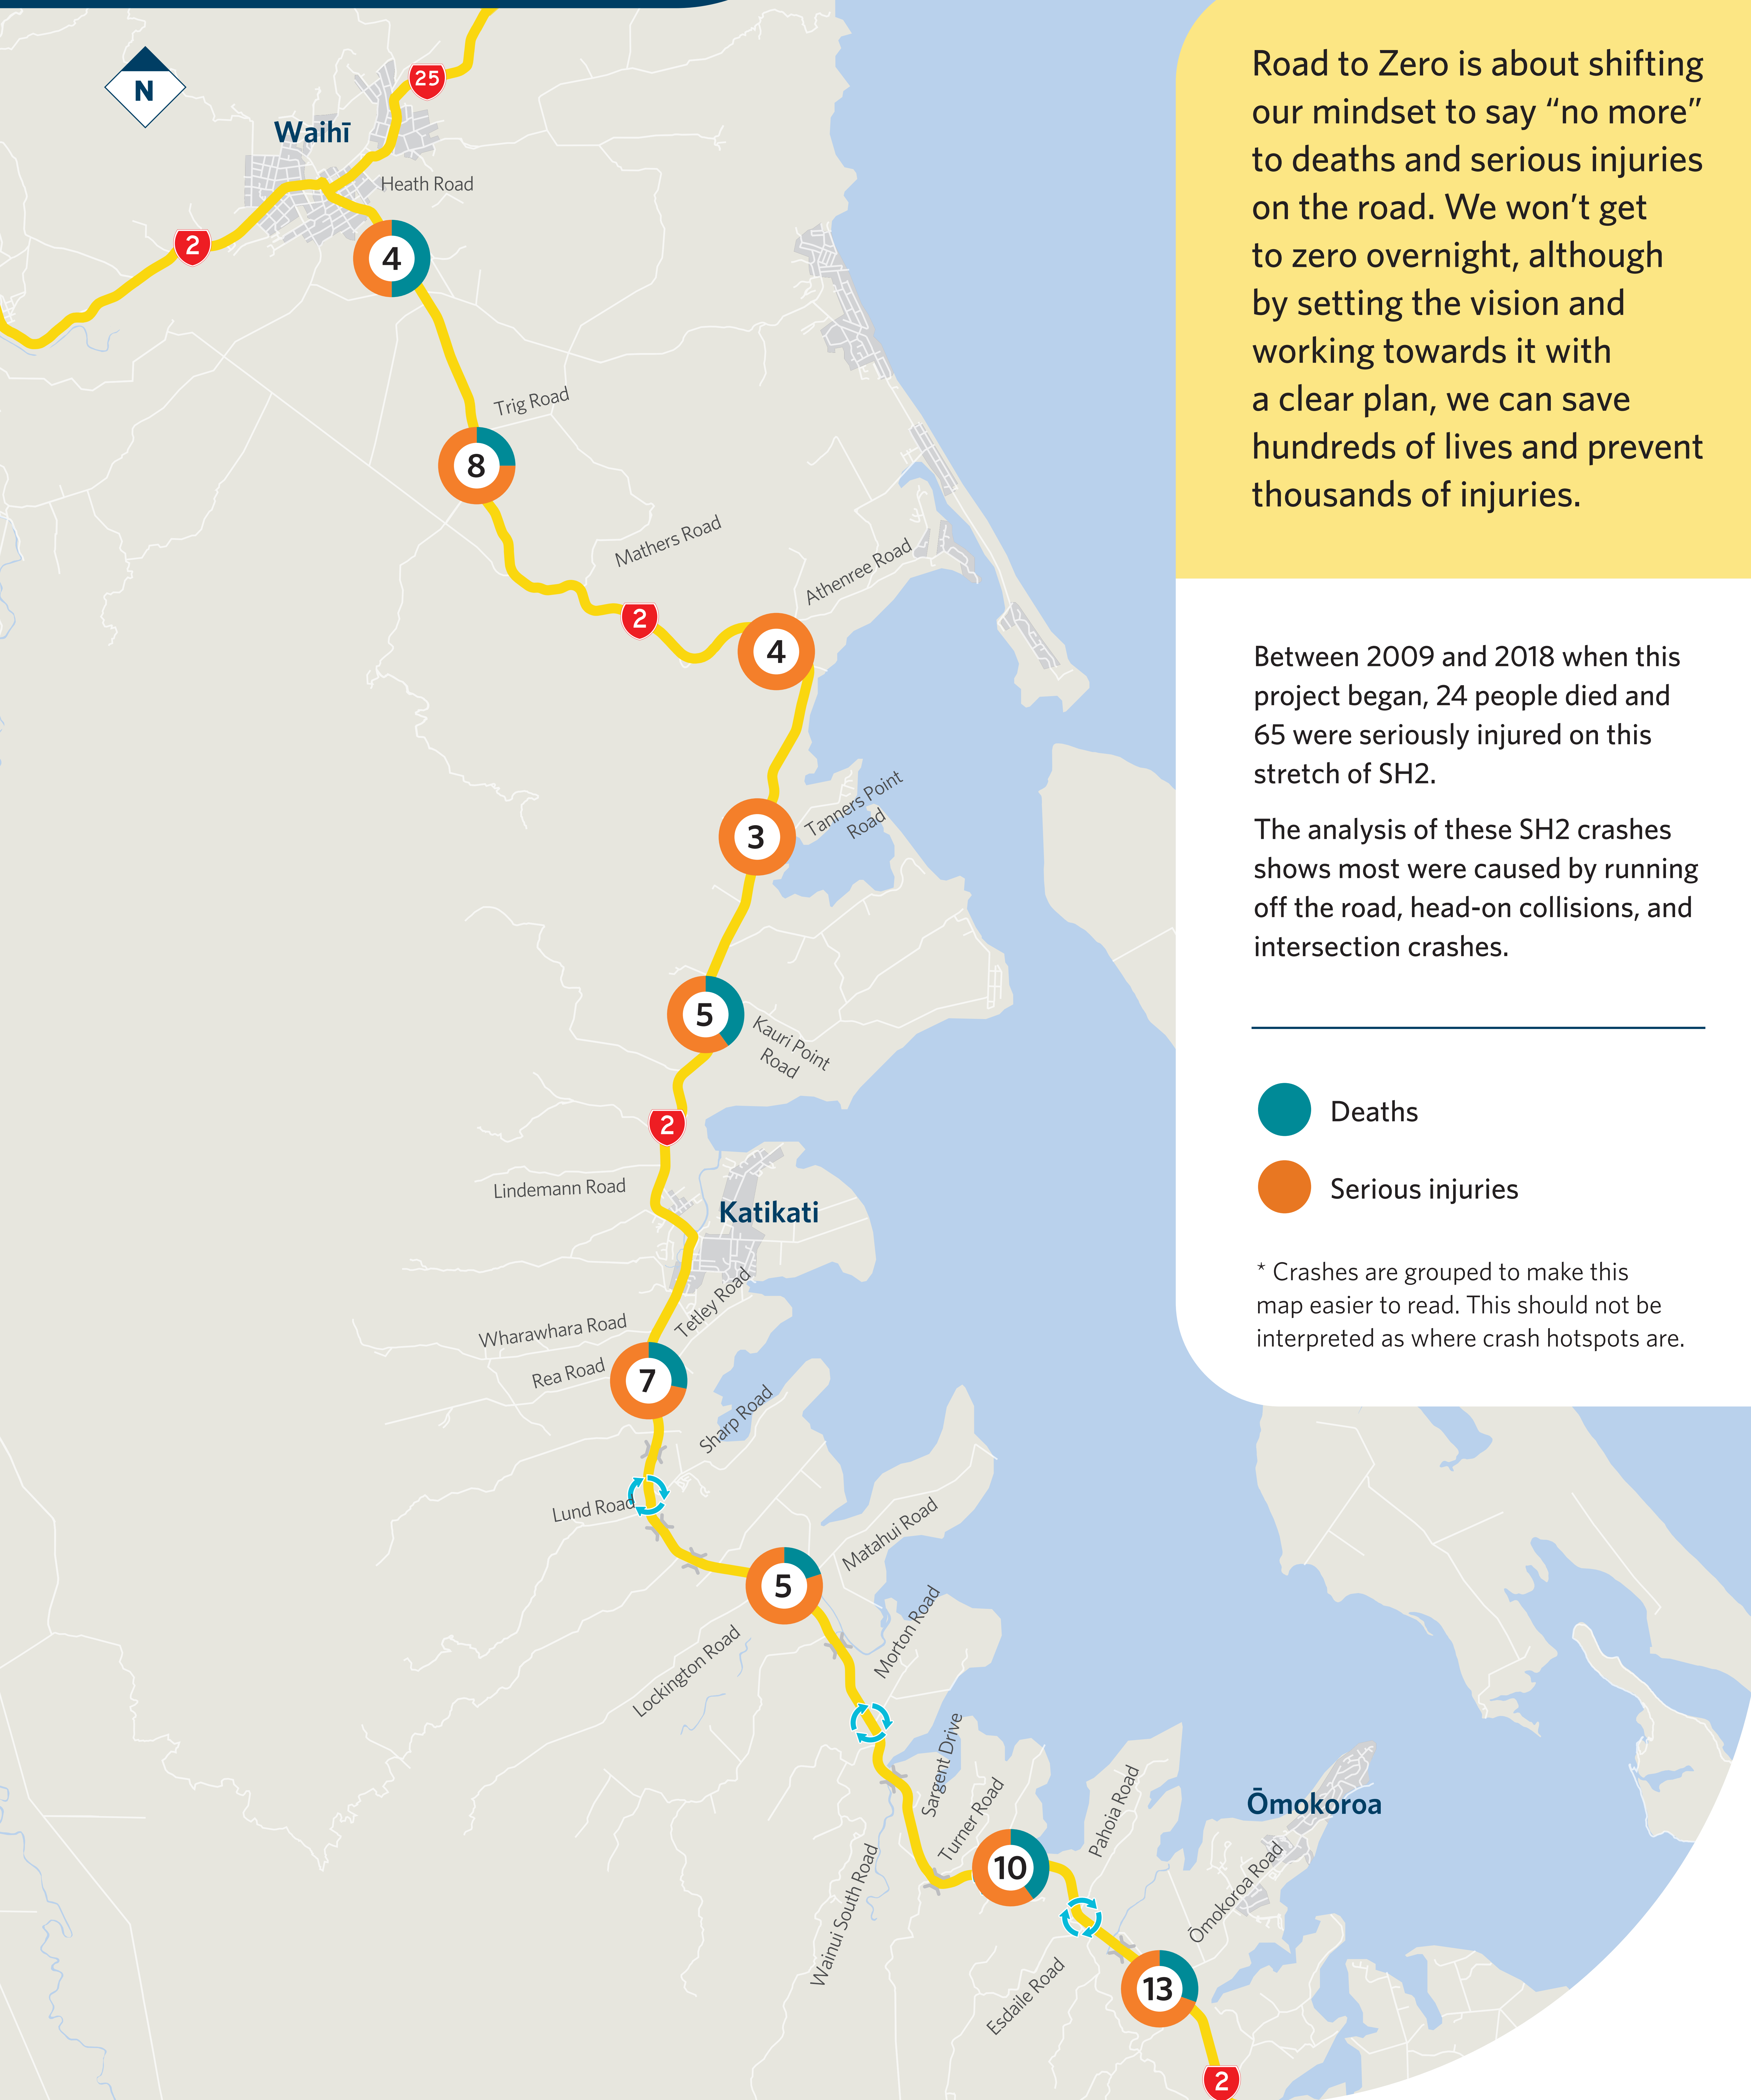 N
25
Waihī
Heath Road
2
4
Trig Road
8
Mathers Road
Athenree Road
2
4
Tanners Point
Road
3
5
Kauri Point
Road
2
Lindemann Road
Katikati
Tetley Road
Wharawhara Road
Rea Road
7
Sharp Road
Lund Road
Matahui Road
5
Morton Road
Lockington Road
Sargent Drive
Turner Road
Pahoia Road
Ōmokoroa
10
Wainui South Road
Ōmokoroa Road
Esdaile Road
13
2
Road to Zero is about shifting
our mindset to say “no more”
to deaths and serious injuries
on the road. We won’t get
to zero overnight, although
by setting the vision and
working towards it with
a clear plan, we can save
hundreds of lives and prevent
thousands of injuries.
Between 2009 and 2018 when this
project began, 24 people died and
65 were seriously injured on this
stretch of SH2.
The analysis of these SH2 crashes
shows most were caused by running
off the road, head-on collisions, and
intersection crashes.
Deaths
Serious injuries
* Crashes are grouped to make this
map easier to read. This should not be
interpreted as where crash hotspots are.